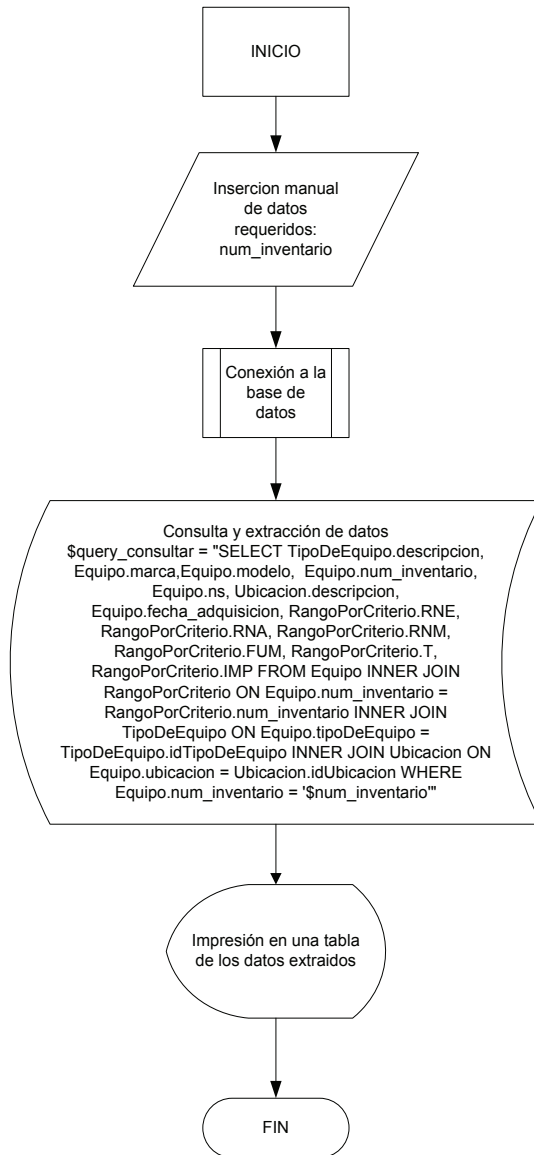 INICIO
Insercion manual
de datos
requeridos:
num_inventario
Conexión a la
base de
datos
Consulta y extracción de datos
$query_consultar = "SELECT TipoDeEquipo.descripcion,
Equipo.marca,Equipo.modelo, Equipo.num_inventario,
Equipo.ns, Ubicacion.descripcion,
Equipo.fecha_adquisicion, RangoPorCriterio.RNE,
RangoPorCriterio.RNA, RangoPorCriterio.RNM,
RangoPorCriterio.FUM, RangoPorCriterio.T,
RangoPorCriterio.IMP FROM Equipo INNER JOIN
RangoPorCriterio ON Equipo.num_inventario =
RangoPorCriterio.num_inventario INNER JOIN
TipoDeEquipo ON Equipo.tipoDeEquipo =
TipoDeEquipo.idTipoDeEquipo INNER JOIN Ubicacion ON
Equipo.ubicacion = Ubicacion.idUbicacion WHERE
Equipo.num_inventario = '$num_inventario'"
Impresión en una tabla
de los datos extraidos
FIN